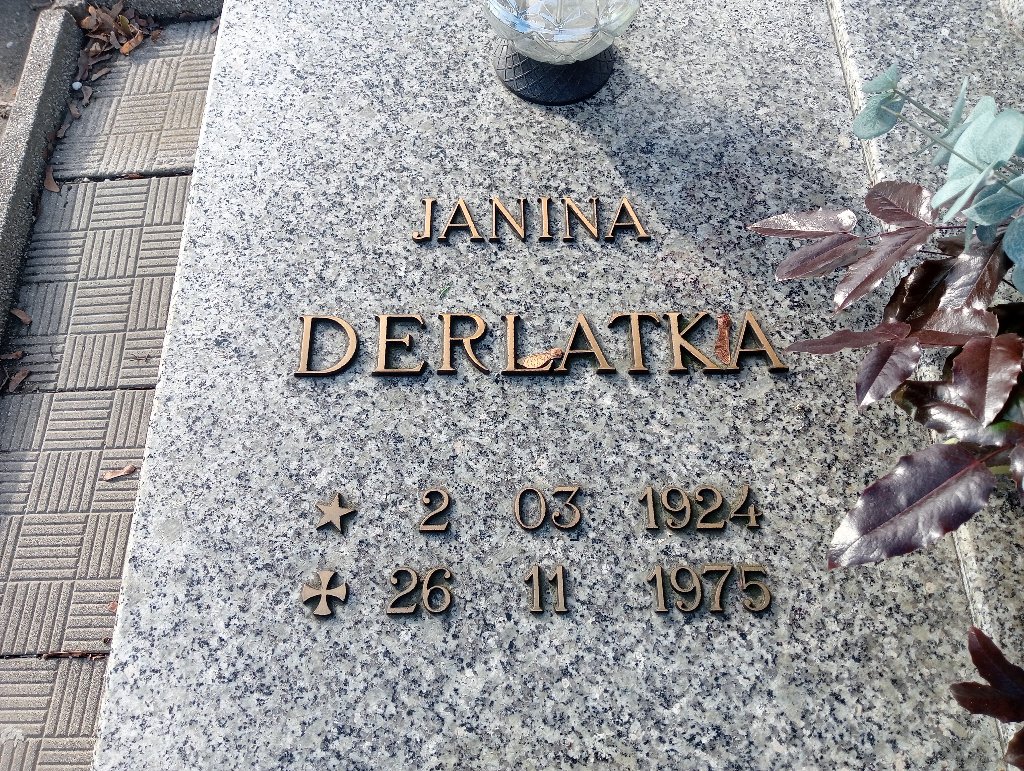 JANINA
DERLATKA
★ 2 03 1924
✠ 26 11 1975